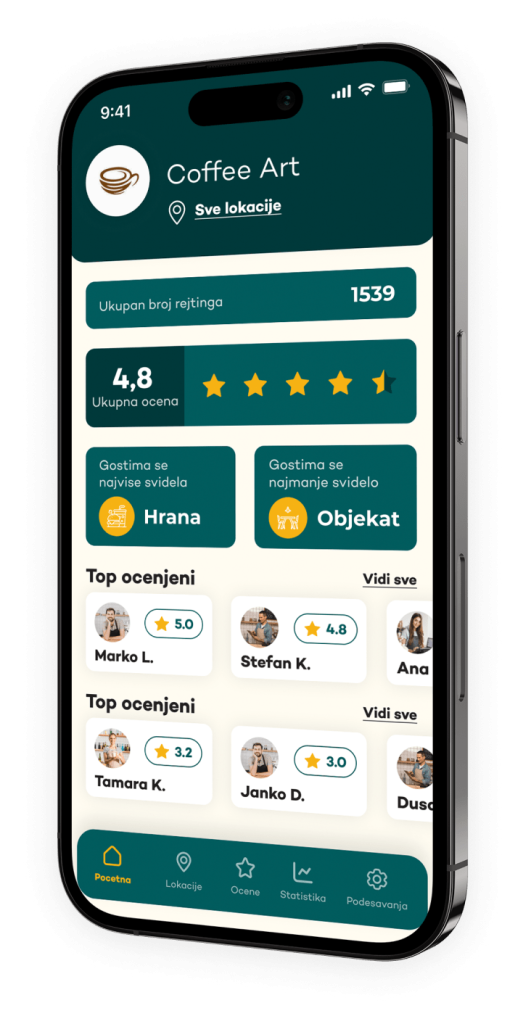 9:41
Coffee Art
Sve lokacije
Ukupan broj rejtinga
1539
4,8
Ukupna ocena
Gostima se
najvise svidela
Hrana
Gostima se
najmanje svidelo
Objekat
Top ocenjeni
Vidi sve
5.0
Marko L.
4.8
Stefan K.
Ana
Top ocenjeni
Vidi sve
3.2
Tamara K.
3.0
Janko D.
Dusa
Pocetna
Lokacije
Ocene
Statistika
Podesavanja